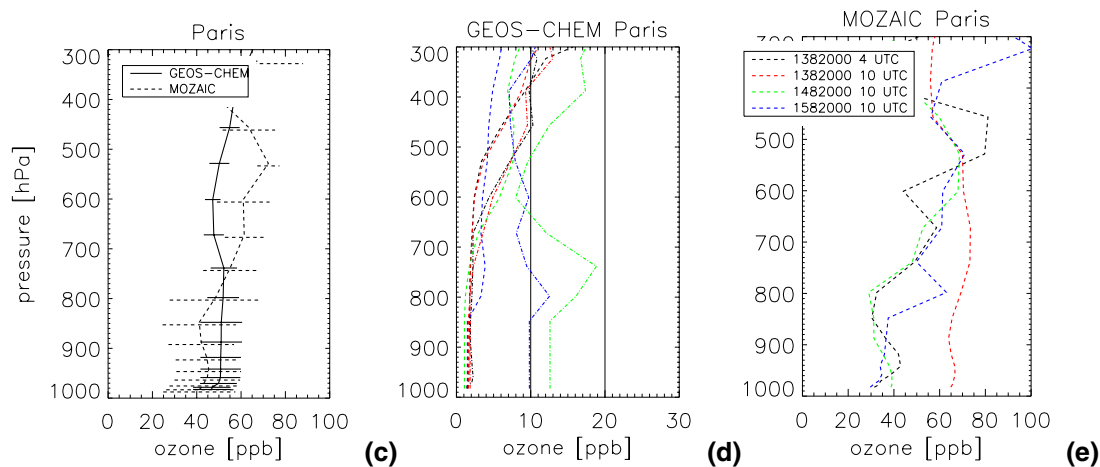 Paris
GEOS-CHEM
MOZAIC
300
400
500
600
700
800
900
1000
0 20 40 60 80 100
pressure [hPa]
ozone [ppb]
(c)
GEOS-CHEM Paris
300
400
500
600
700
800
900
1000
0 10 20 30
ozone [ppb]
(d)
MOZAIC Paris
1382000 4 UTC
1382000 10 UTC
1482000 10 UTC
1582000 10 UTC
300
400
500
600
700
800
900
1000
0 20 40 60 80 100
ozone [ppb]
(e)